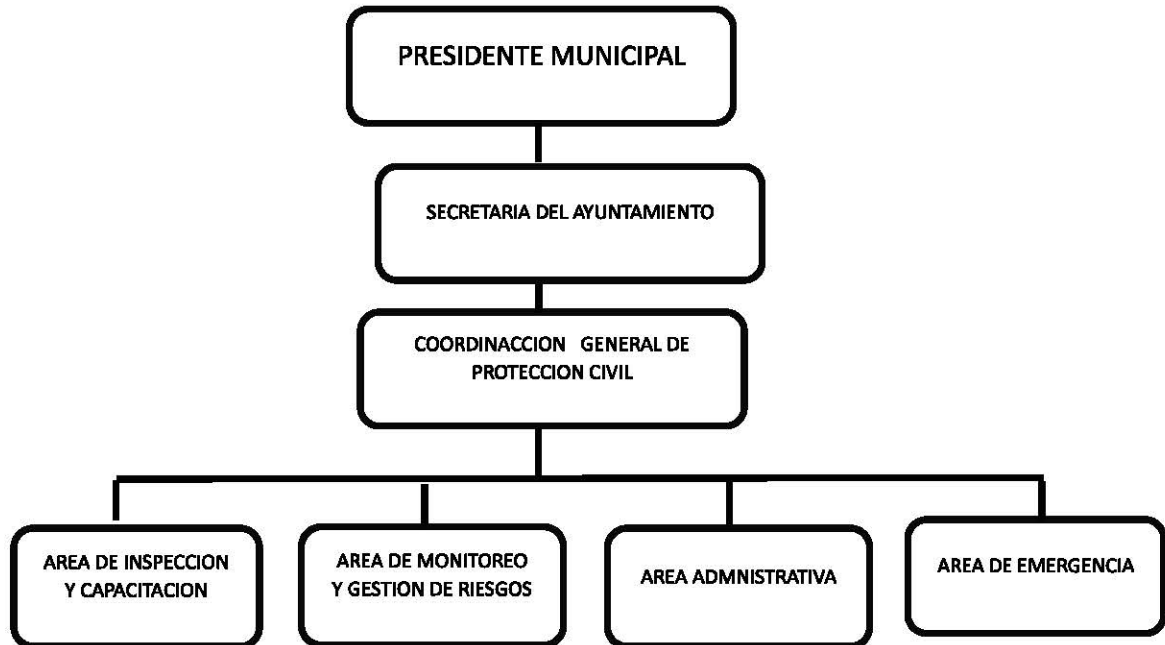 PRESIDENTE MUNICIPAL
SECRETARIA DEL AYUNTAMIENTO
COORDINACCION GENERAL DE
PROTECCION CIVIL
AREA DE INSPECCION
Y CAPACITACION
AREA DE MONITOREO
Y GESTION DE RIESGOS
AREA ADMNISTRATIVA
AREA DE EMERGENCIA